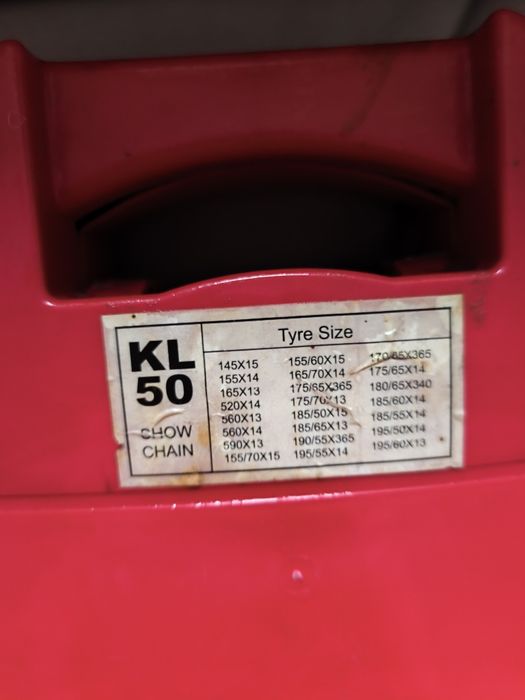 KL
50
SHOW
CHAIN
Tyre Size
145X15
155X14
165X13
520X14
560X13
560X14
590X13
155/70X15
155/60X15
165/70X14
175/65X365
175/70X13
185/50X15
185/65X13
190/55X365
195/55X14
170/65X365
175/65X14
180/65X340
185/60X14
185/55X14
195/50X14
195/60X13